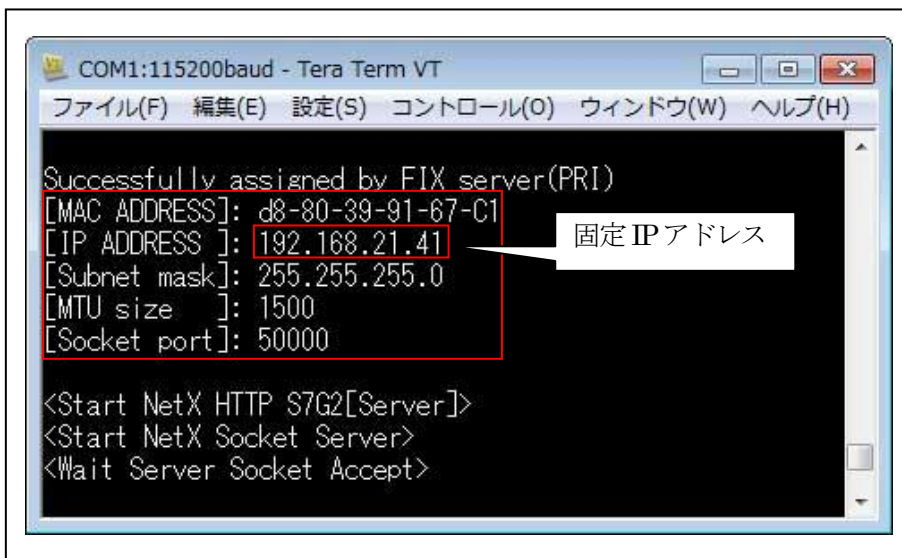 COM1:115200baud - Tera Term VT
ファイル(F) 編集(E) 設定(S) コントロール(O) ウィンドウ(W) ヘルプ(H)
Successfully assigned by FIX server(PRI)
[MAC ADDRESS]: d8-80-39-91-67-C1
[IP ADDRESS ]: 192.168.21.41
固定IPアドレス
[Subnet mask]: 255.255.255.0
[MTU size   ]: 1500
[Socket port]: 50000
<Start NetX HTTP S7G2[Server]>
<Start NetX Socket Server>
<Wait Server Socket Accept>